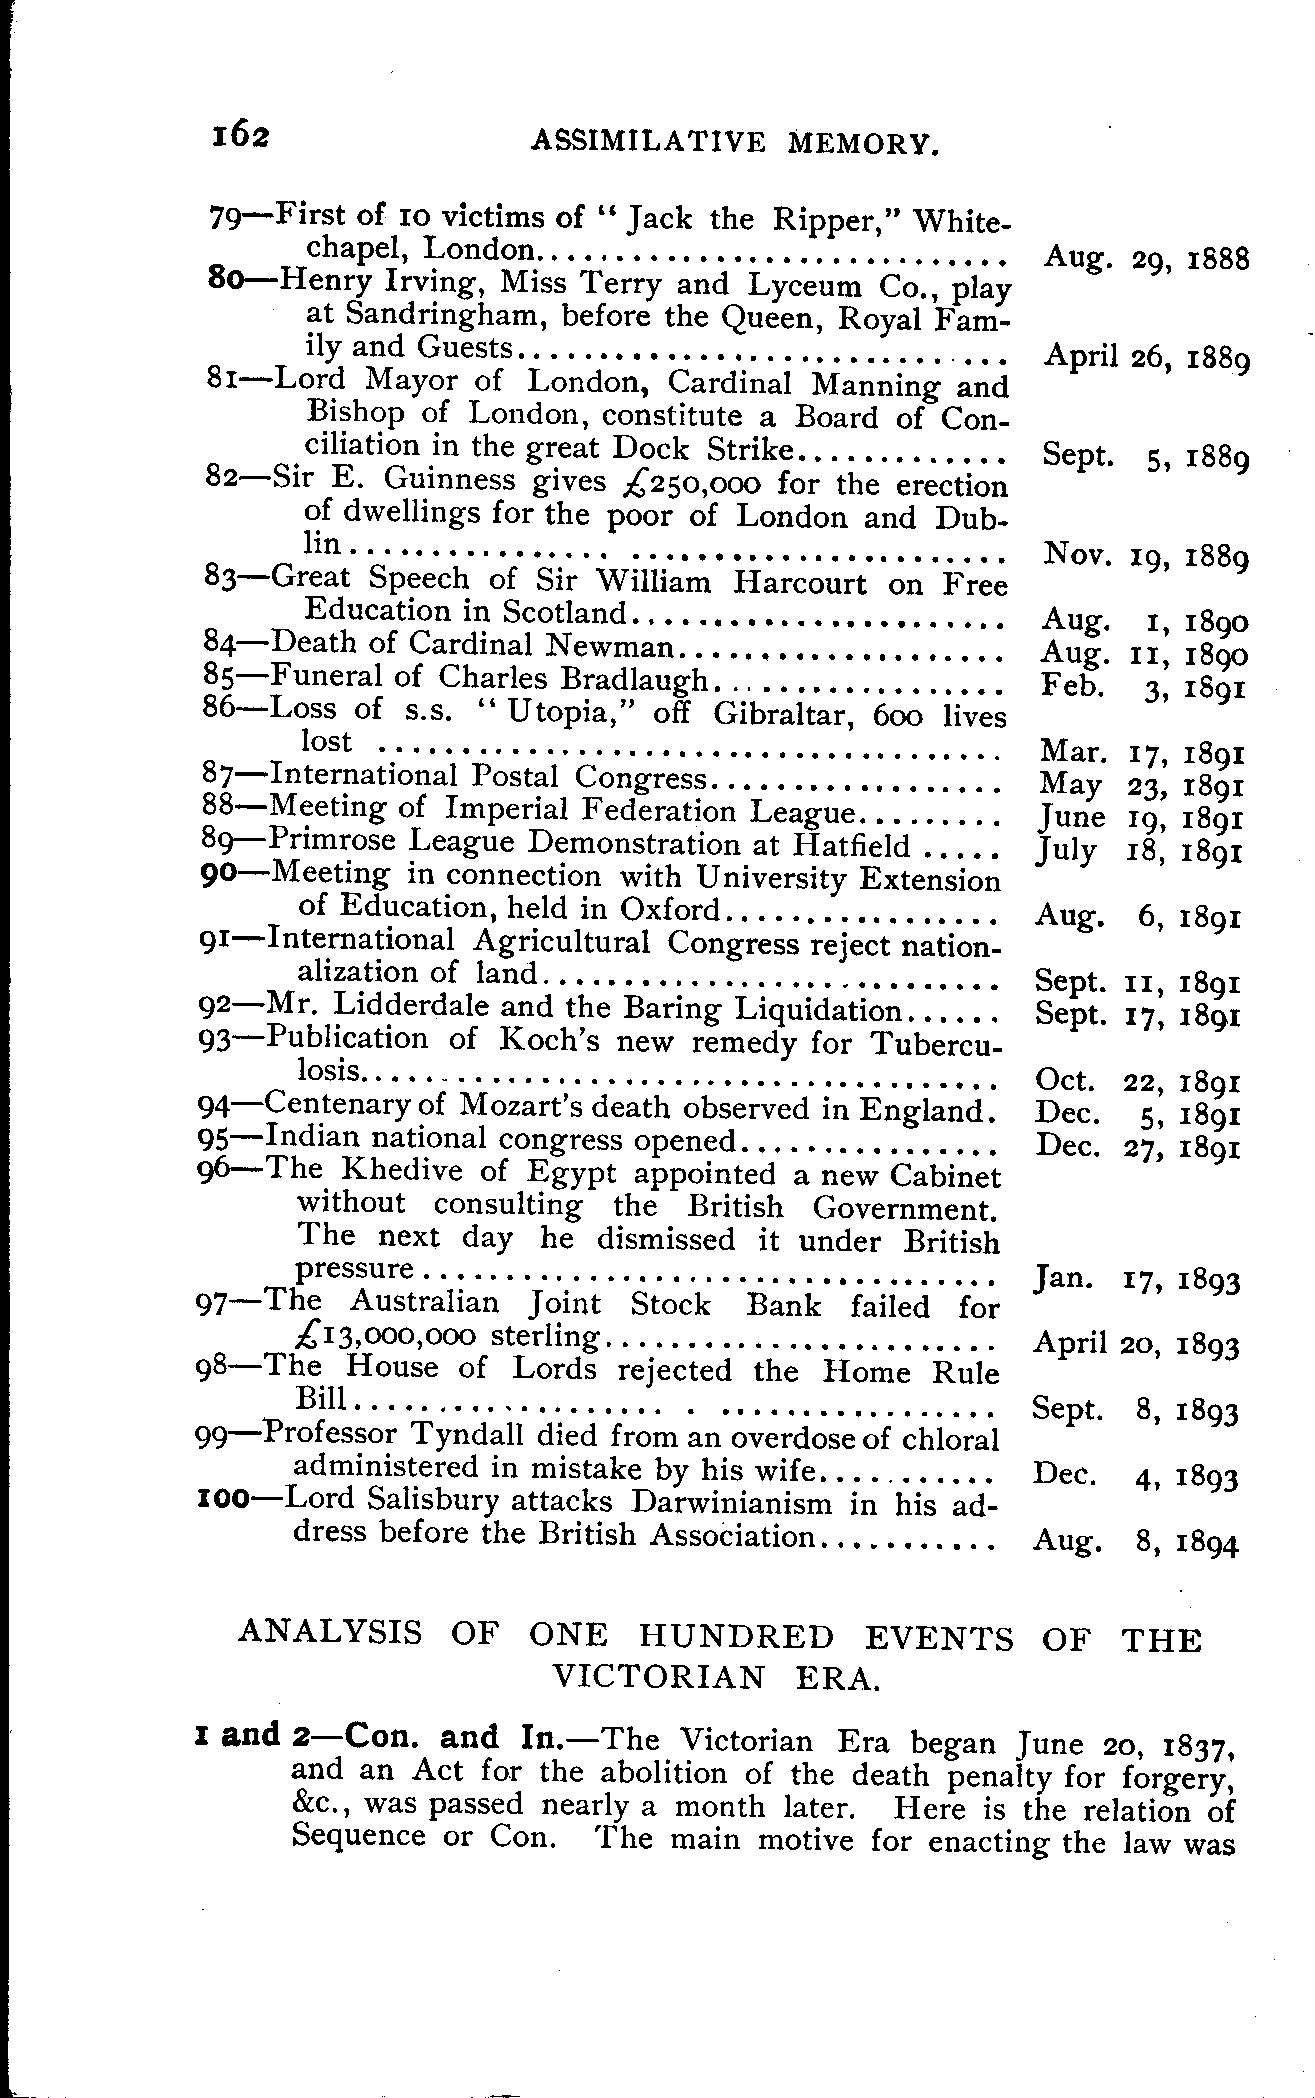 162 ASSIMILATIVE MEMORY.
79—First of 10 victims of “ Jack the Ripper,” White-
chapel, London............................. Aug. 29, 1888
80—Henry Irving, Miss Terry and Lyceum Co., play
at Sandringham, before the Queen, Royal Fam-
ily and Guests.............................. April 26, 1889
81—Lord Mayor of London, Cardinal Manning and
Bishop of London, constitute a Board of Con-
ciliation in the great Dock Strike............. Sept. 5, 1889
82—Sir E. Guinness gives £250,000 for the erection
of dwellings for the poor of London and Dub-
lin....................................... Nov. 19, 1889
83—Great Speech of Sir William Harcourt on Free
Education in Scotland....................... Aug. 1, 1890
84—Death of Cardinal Newman.................... Aug. 11, 1890
85—Funeral of Charles Bradlaugh.................. Feb. 3, 1891
86—Loss of s.s. “ Utopia,” off Gibraltar, 600 lives
lost ...................................... Mar. 17, 1891
87—International Postal Congress.................. May 23, 1891
88—Meeting of Imperial Federation League......... June 19, 1891
89—Primrose League Demonstration at Hatfield ..... July 18, 1891
90—Meeting in connection with University Extension
of Education, held in Oxford................. Aug. 6, 1891
91—International Agricultural Congress reject nation-
alization of land............................ Sept. 11, 1891
92—Mr. Lidderdale and the Baring Liquidation...... Sept. 17, 1891
93—Publication of Koch's new remedy for Tubercu-
losis....................................... Oct. 22, 1891
94—Centenary of Mozart's death observed in England. Dec. 5, 1891
95—Indian national congress opened................ Dec. 27, 1891
96—The Khedive of Egypt appointed a new Cabinet
without consulting the British Government.
The next day he dismissed it under British
pressure................................... Jan. 17, 1893
97—The Australian Joint Stock Bank failed for
£13,000,000 sterling........................ April 20, 1893
98—The House of Lords rejected the Home Rule
Bill...................................... Sept. 8, 1893
99—Professor Tyndall died from an overdose of chloral
administered in mistake by his wife........... Dec. 4, 1893
100—Lord Salisbury attacks Darwinianism in his ad-
dress before the British Association........... Aug. 8, 1894
ANALYSIS OF ONE HUNDRED EVENTS OF THE
VICTORIAN ERA.
1 and 2—Con. and In.—The Victorian Era began June 20, 1837,
and an Act for the abolition of the death penalty for forgery,
&c., was passed nearly a month later. Here is the relation of
Sequence or Con. The main motive for enacting the law was